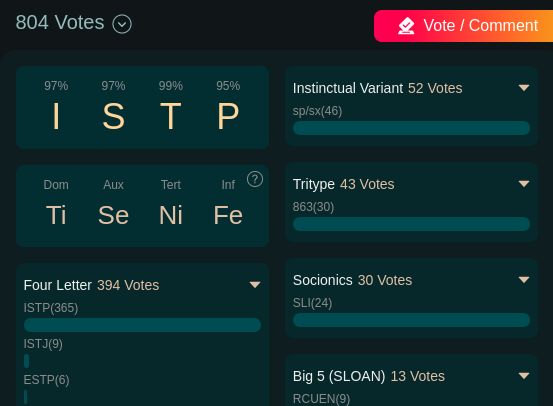 804 Votes
Vote / Comment
97% 97% 99% 95%
I S T P
Dom Aux Tert Inf ?
Ti Se Ni Fe
Four Letter 394 Votes
ISTP(365)
ISTJ(9)
ESTP(6)
Instinctual Variant 52 Votes
sp/sx(46)
Tritype 43 Votes
863(30)
Socionics 30 Votes
SLI(24)
Big 5 (SLOAN) 13 Votes
RCUEN(9)